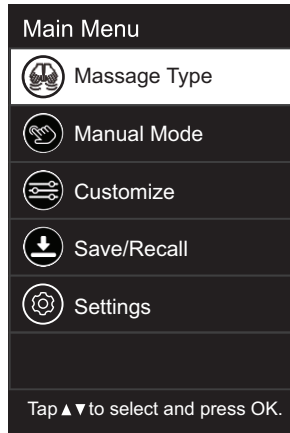 Main Menu
Massage Type
Manual Mode
Customize
Save/Recall
Settings
Tap▲▼to select and press OK.